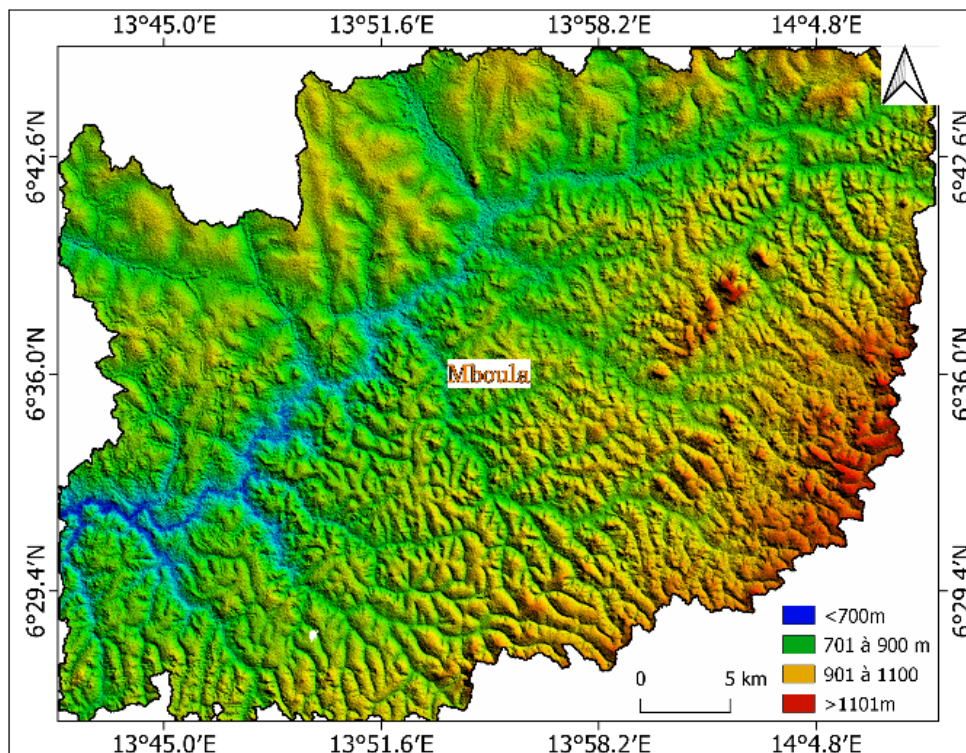 13°45.0′E 13°51.6′E 13°58.2′E 14°4.8′E
6°42.6′N 6°42.6′N
6°36.0′N 6°36.0′N
Mboula
6°29.4′N 6°29.4′N
<700m
701 à 900 m
901 à 1100
>1101m
0 5 km
13°45.0′E 13°51.6′E 13°58.2′E 14°4.8′E